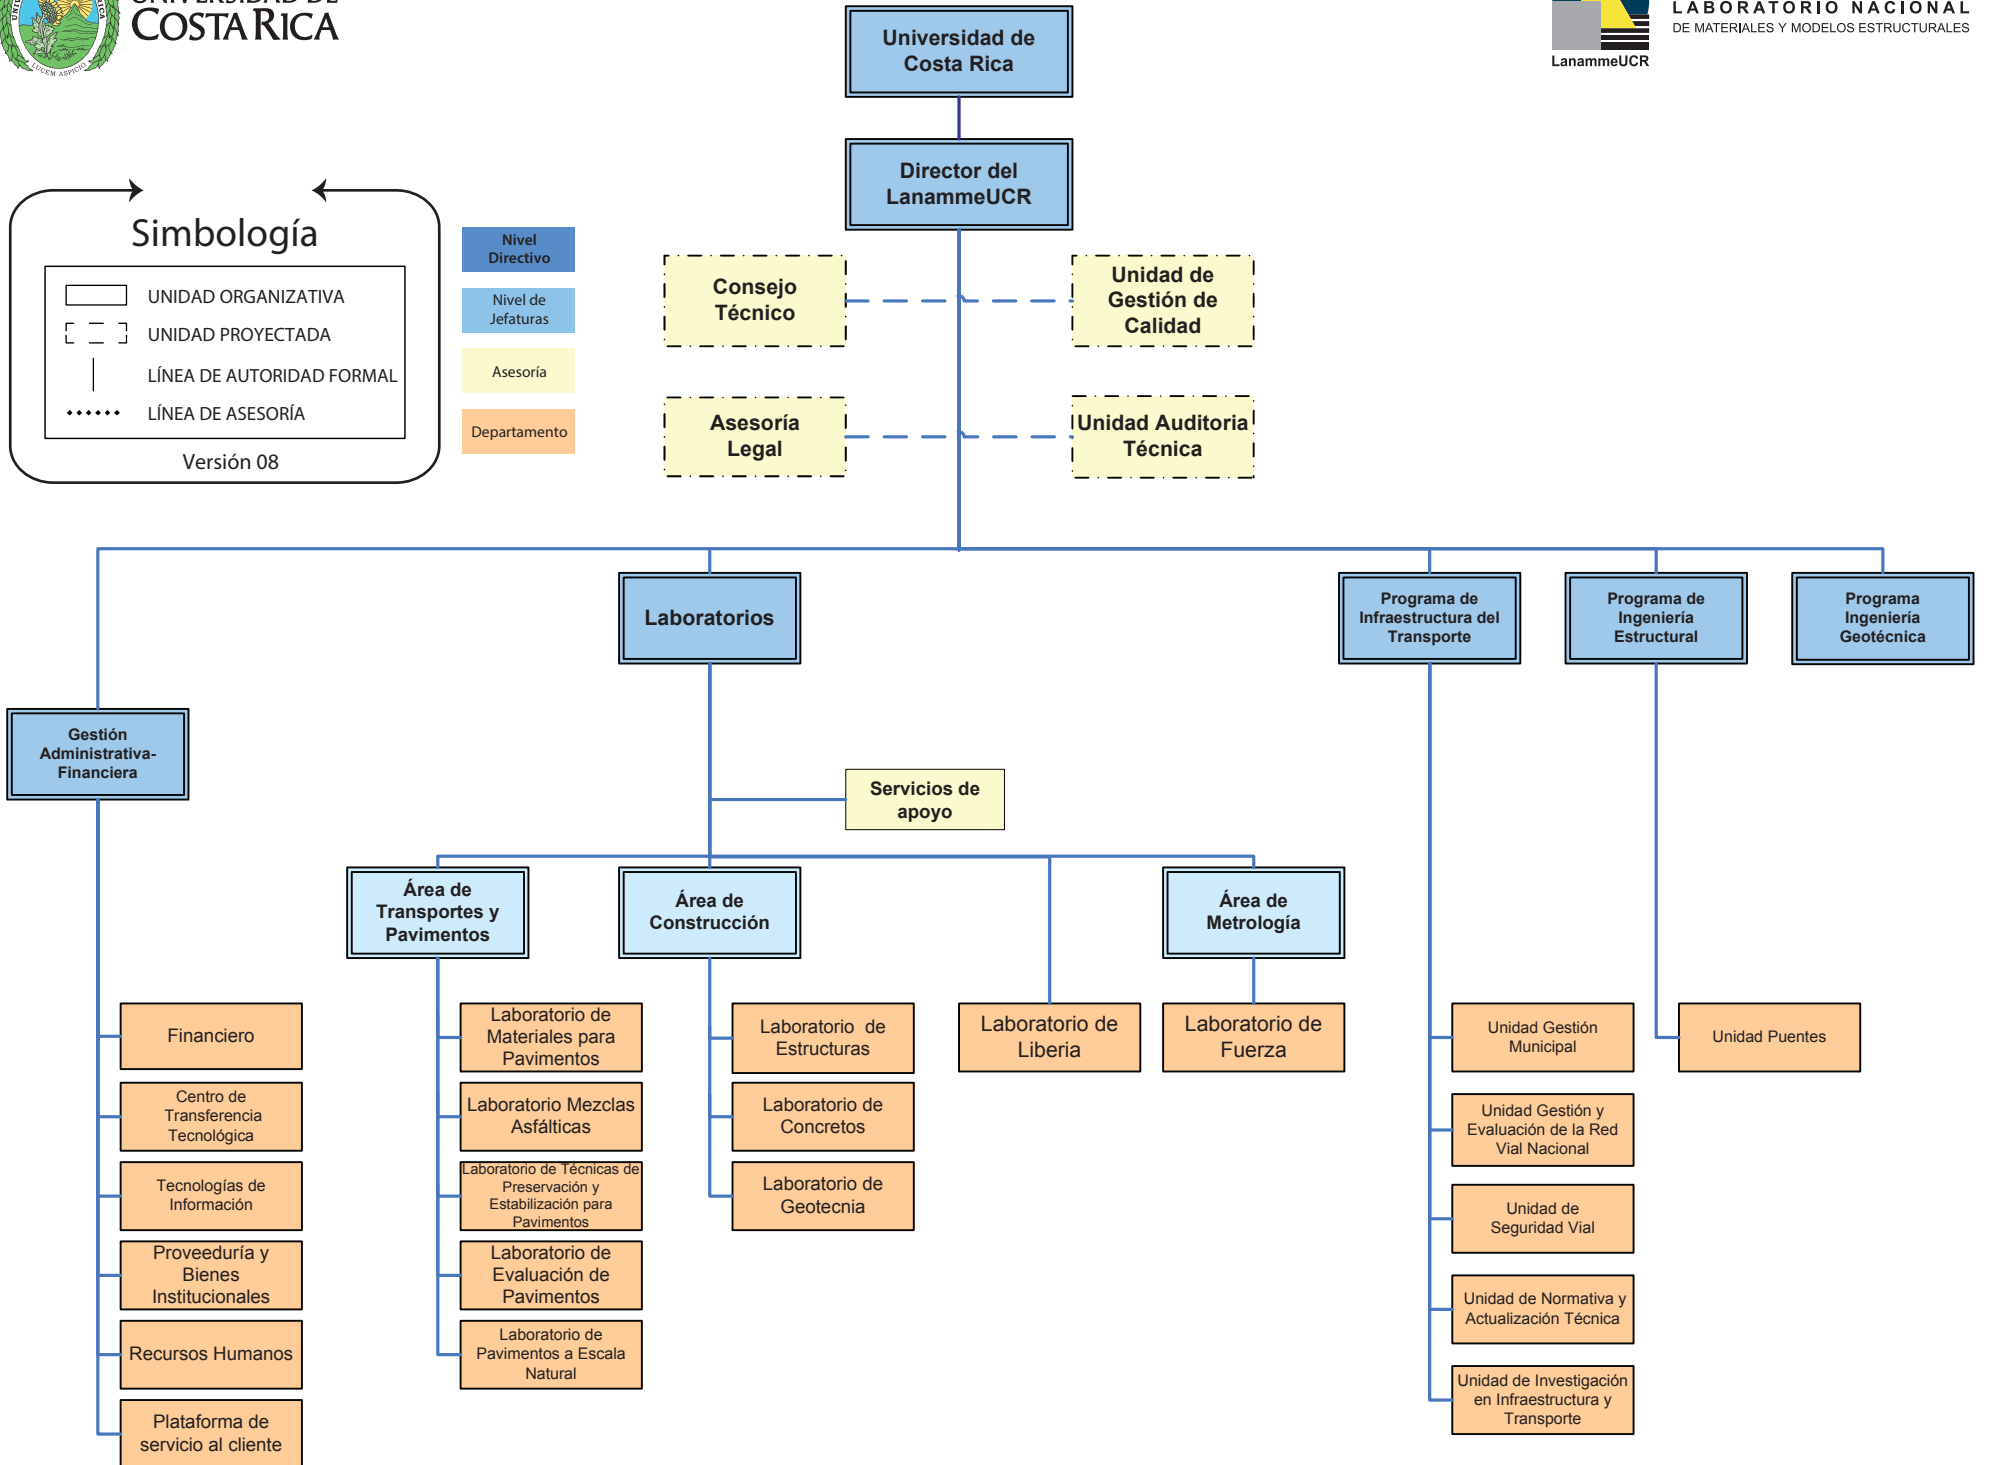 UNIVERSIDAD DE
COSTA RICA
LUCEM ASPICIO
LanammeUCR
LABORATORIO NACIONAL
DE MATERIALES Y MODELOS ESTRUCTURALES
Universidad de
Costa Rica
Director del
LanammeUCR
Simbología
UNIDAD ORGANIZATIVA
UNIDAD PROYECTADA
LÍNEA DE AUTORIDAD FORMAL
LÍNEA DE ASESORÍA
Versión 08
Nivel
Directivo
Nivel de
Jefaturas
Asesoría
Departamento
Consejo
Técnico
Unidad de
Gestión de
Calidad
Asesoría
Legal
Unidad Auditoria
Técnica
Laboratorios
Programa de
Infraestructura del
Transporte
Programa de
Ingeniería
Estructural
Programa
Ingeniería
Geotécnica
Gestión
Administrativa-
Financiera
Servicios de
apoyo
Área de
Transportes y
Pavimentos
Área de
Construcción
Área de
Metrología
Financiero
Centro de
Transferencia
Tecnológica
Tecnologías de
Información
Proveeduría y
Bienes
Institucionales
Recursos Humanos
Plataforma de
servicio al cliente
Laboratorio de
Materiales para
Pavimentos
Laboratorio Mezclas
Asfálticas
Laboratorio de Técnicas de
Preservación y
Estabilización para
Pavimentos
Laboratorio de
Evaluación de
Pavimentos
Laboratorio de
Pavimentos a Escala
Natural
Laboratorio de
Estructuras
Laboratorio de
Concretos
Laboratorio de
Geotecnia
Laboratorio de
Liberia
Laboratorio de
Fuerza
Unidad Gestión
Municipal
Unidad Gestión y
Evaluación de la Red
Vial Nacional
Unidad de
Seguridad Vial
Unidad de Normativa y
Actualización Técnica
Unidad de Investigación
en Infraestructura y
Transporte
Unidad Puentes